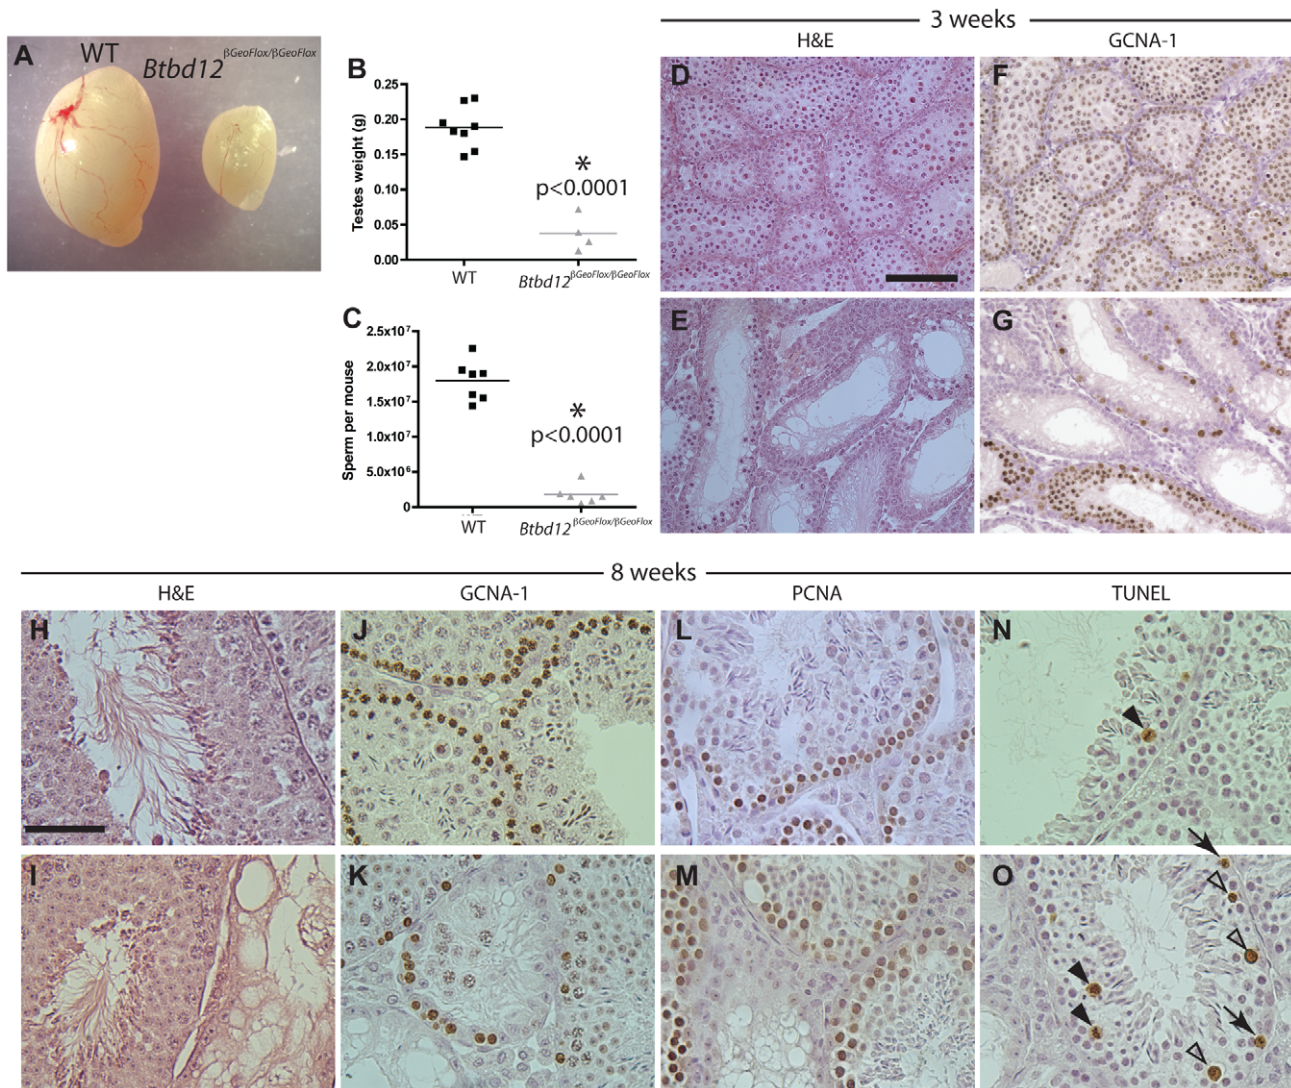 3 weeks
H&E
GCNA-1
A
WT
Btbd12βGeoFlox/βGeoFlox
B
Testes weight (g)
0.25
0.20
0.15
0.10
0.05
0.00
*
p<0.0001
WT
Btbd12βGeoFlox/βGeoFlox
C
Sperm per mouse
2.5x10⁷
2.0x10⁷
1.5x10⁷
1.0x10⁷
5.0x10⁶
0
*
p<0.0001
WT
Btbd12βGeoFlox/βGeoFlox
D
F
E
G
8 weeks
H&E
GCNA-1
PCNA
TUNEL
H
J
L
N
I
K
M
O